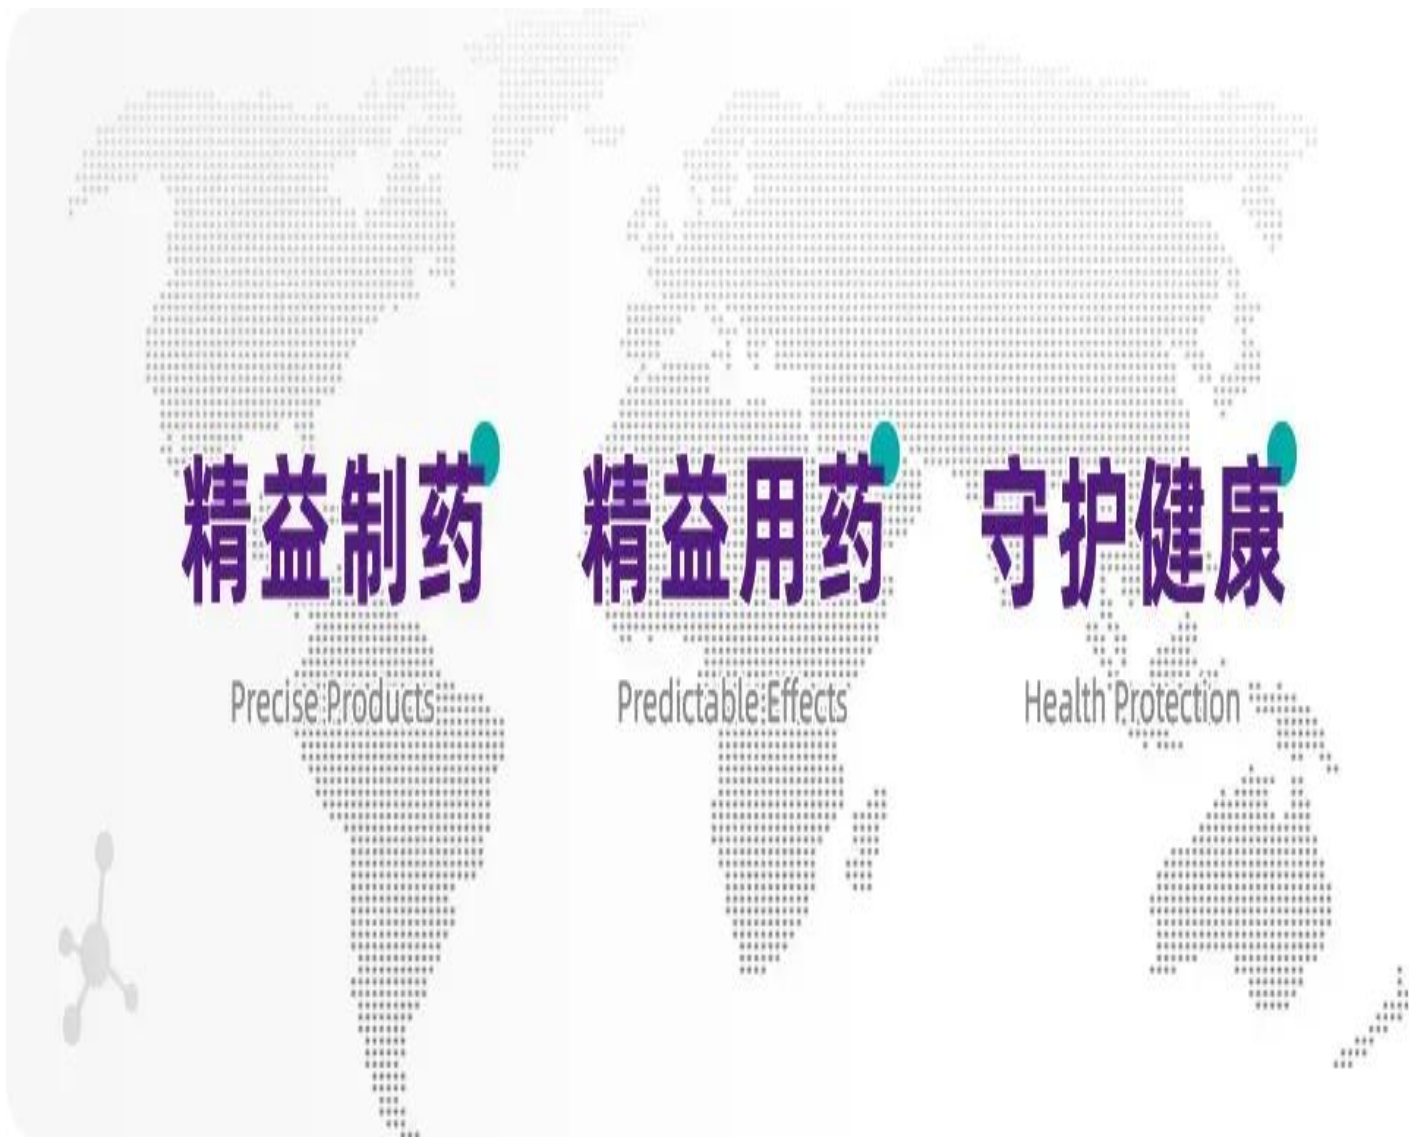 精益制药 精益用药 守护健康
Precise Products Predictable Effects Health Protection